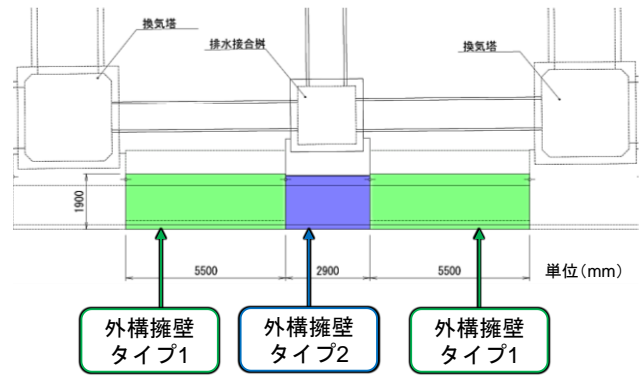 換気塔
排水接合桝
換気塔
1900
5500
2900
5500
単位（mm）
外構擁壁
タイプ1
外構擁壁
タイプ2
外構擁壁
タイプ1